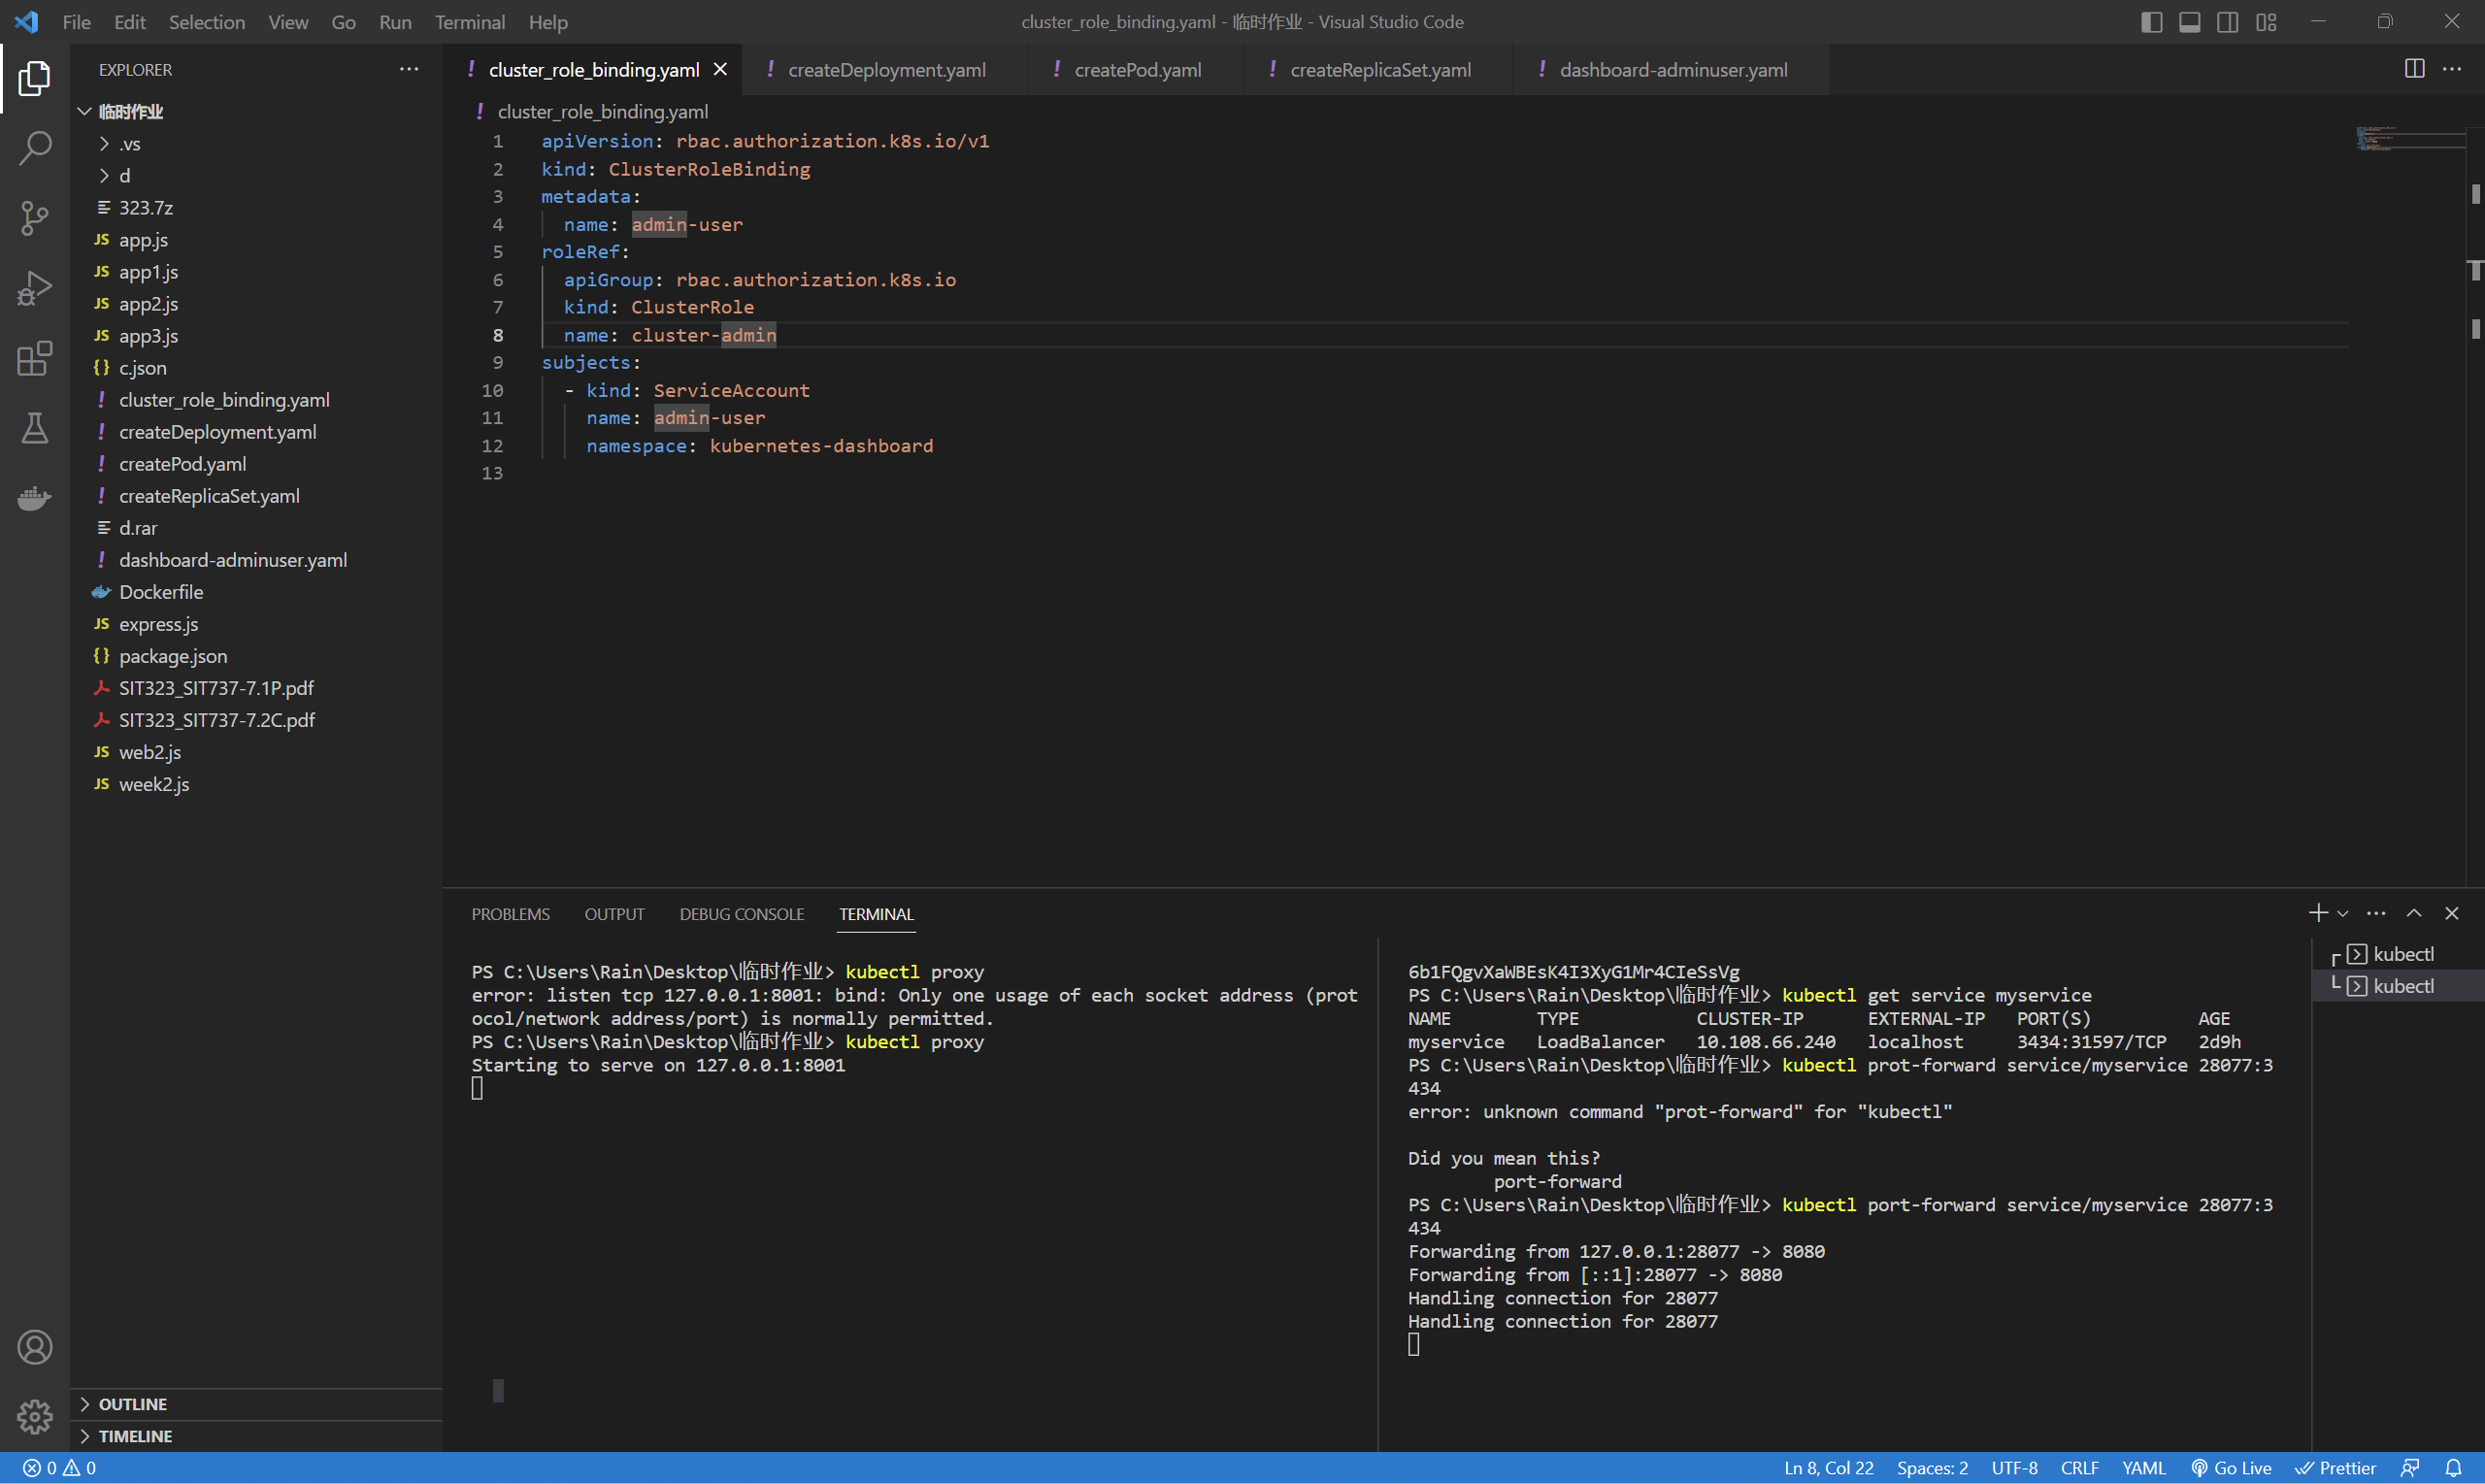 File Edit Selection View Go Run Terminal Help
cluster_role_binding.yaml - 临时作业 - Visual Studio Code
EXPLORER
临时作业
.vs
d
323.7z
JS app.js
JS app1.js
JS app2.js
JS app3.js
{} c.json
! cluster_role_binding.yaml
! createDeployment.yaml
! createPod.yaml
! createReplicaSet.yaml
d.rar
! dashboard-adminuser.yaml
Dockerfile
JS express.js
{} package.json
SIT323_SIT737-7.1P.pdf
SIT323_SIT737-7.2C.pdf
JS web2.js
JS week2.js
OUTLINE
TIMELINE
! cluster_role_binding.yaml ! createDeployment.yaml ! createPod.yaml ! createReplicaSet.yaml ! dashboard-adminuser.yaml
! cluster_role_binding.yaml
1 apiVersion: rbac.authorization.k8s.io/v1
2 kind: ClusterRoleBinding
3 metadata:
4   name: admin-user
5 roleRef:
6   apiGroup: rbac.authorization.k8s.io
7   kind: ClusterRole
8   name: cluster-admin
9 subjects:
10   - kind: ServiceAccount
11     name: admin-user
12     namespace: kubernetes-dashboard
13
PROBLEMS OUTPUT DEBUG CONSOLE TERMINAL
PS C:\Users\Rain\Desktop\临时作业> kubectl proxy
error: listen tcp 127.0.0.1:8001: bind: Only one usage of each socket address (prot
ocol/network address/port) is normally permitted.
PS C:\Users\Rain\Desktop\临时作业> kubectl proxy
Starting to serve on 127.0.0.1:8001
6b1FQgvXaWBEsK4I3XyG1Mr4CIeSsVg
PS C:\Users\Rain\Desktop\临时作业> kubectl get service myservice
NAME        TYPE           CLUSTER-IP      EXTERNAL-IP   PORT(S)          AGE
myservice   LoadBalancer   10.108.66.240   localhost     3434:31597/TCP   2d9h
PS C:\Users\Rain\Desktop\临时作业> kubectl prot-forward service/myservice 28077:3
434
error: unknown command "prot-forward" for "kubectl"
Did you mean this?
        port-forward
PS C:\Users\Rain\Desktop\临时作业> kubectl port-forward service/myservice 28077:3
434
Forwarding from 127.0.0.1:28077 -> 8080
Forwarding from [::1]:28077 -> 8080
Handling connection for 28077
Handling connection for 28077
kubectl
kubectl
0 0
Ln 8, Col 22 Spaces: 2 UTF-8 CRLF YAML Go Live Prettier